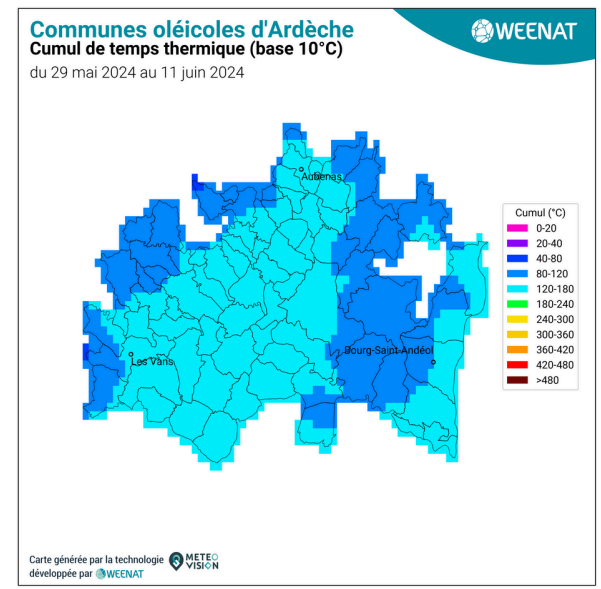 Communes oléicoles d'Ardèche
Cumul de temps thermique (base 10°C)
du 29 mai 2024 au 11 juin 2024
WEENAT
Aubenas
Les Vans
Bourg-Saint-Andéol
Cumul (°C)
0-20
20-40
40-80
80-120
120-180
180-240
240-300
300-360
360-420
420-480
>480
Carte générée par la technologie METEO VISION
développée par WEENAT